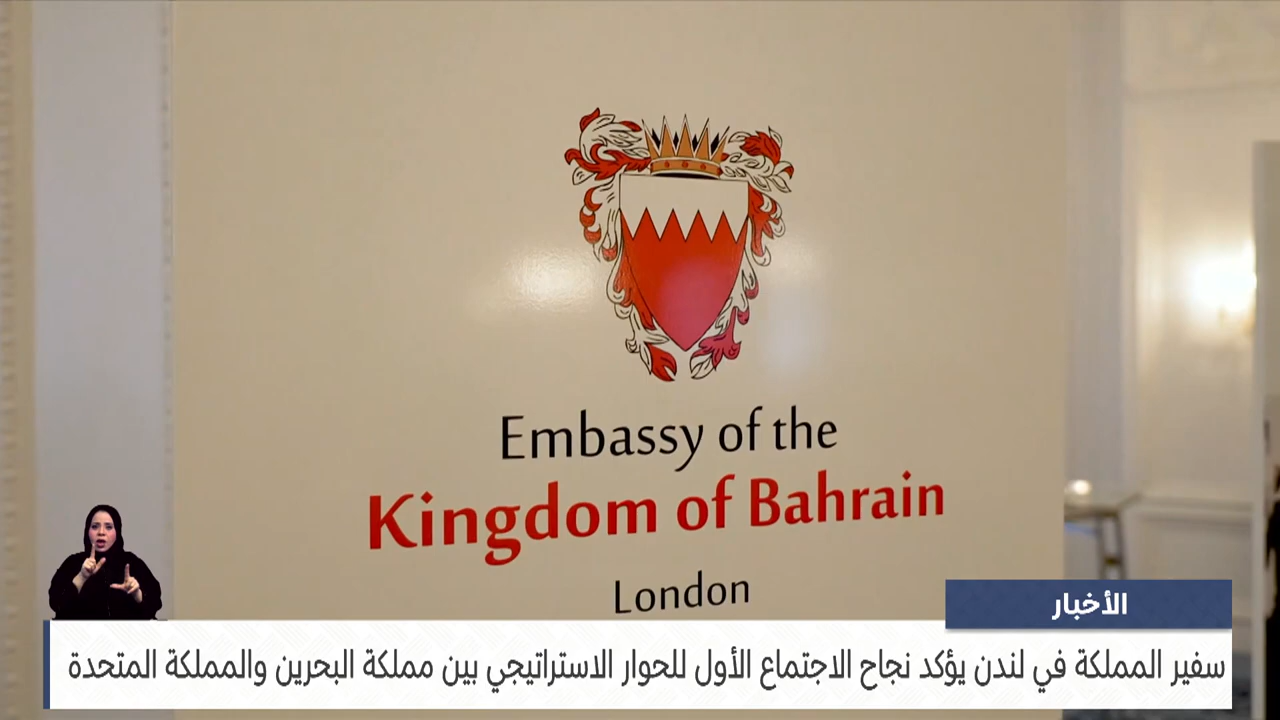 Embassy of the
Kingdom of Bahrain
London
الأخبار
سفير المملكة في لندن يؤكد نجاح الاجتماع الأول للحوار الاستراتيجي بين مملكة البحرين والمملكة المتحدة